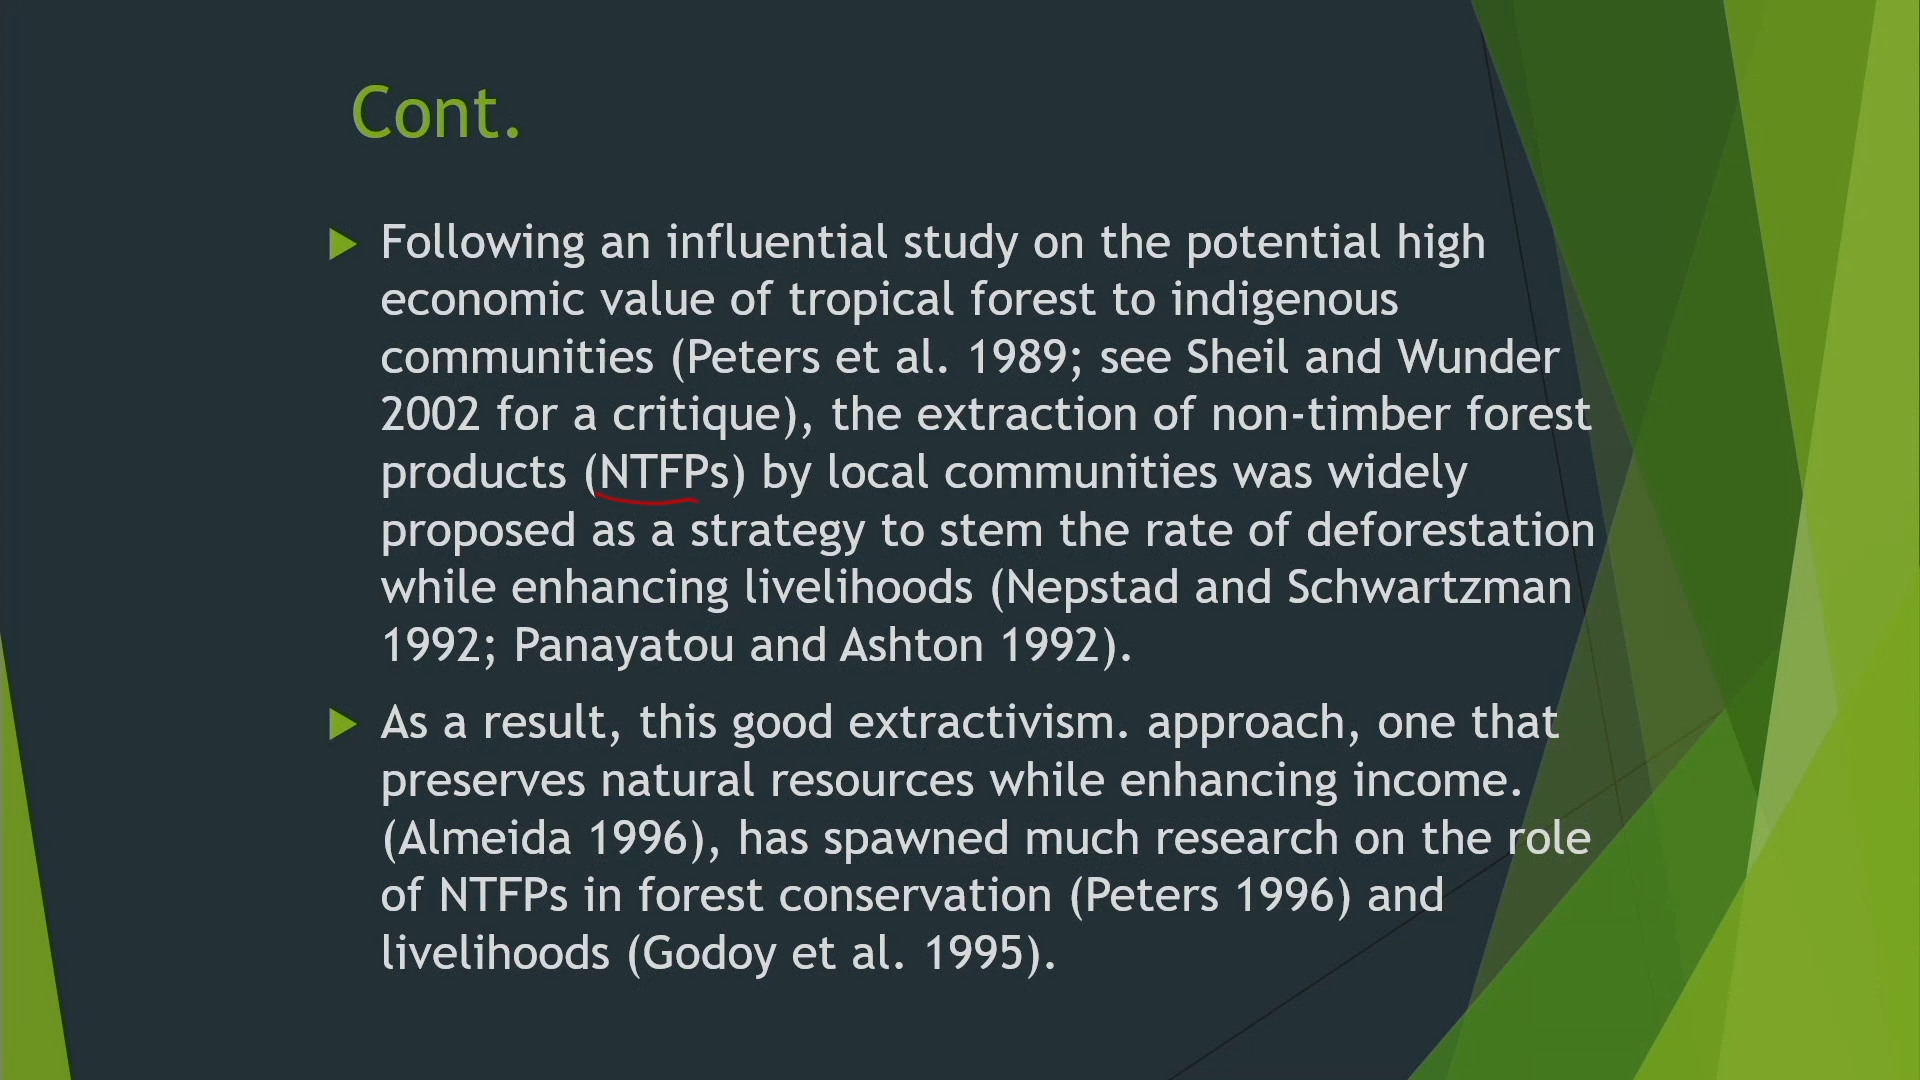 Cont.
Following an influential study on the potential high
economic value of tropical forest to indigenous
communities (Peters et al. 1989; see Sheil and Wunder
2002 for a critique), the extraction of non-timber forest
products (NTFPs) by local communities was widely
proposed as a strategy to stem the rate of deforestation
while enhancing livelihoods (Nepstad and Schwartzman
1992; Panayatou and Ashton 1992).
As a result, this good extractivism. approach, one that
preserves natural resources while enhancing income.
(Almeida 1996), has spawned much research on the role
of NTFPs in forest conservation (Peters 1996) and
livelihoods (Godoy et al. 1995).